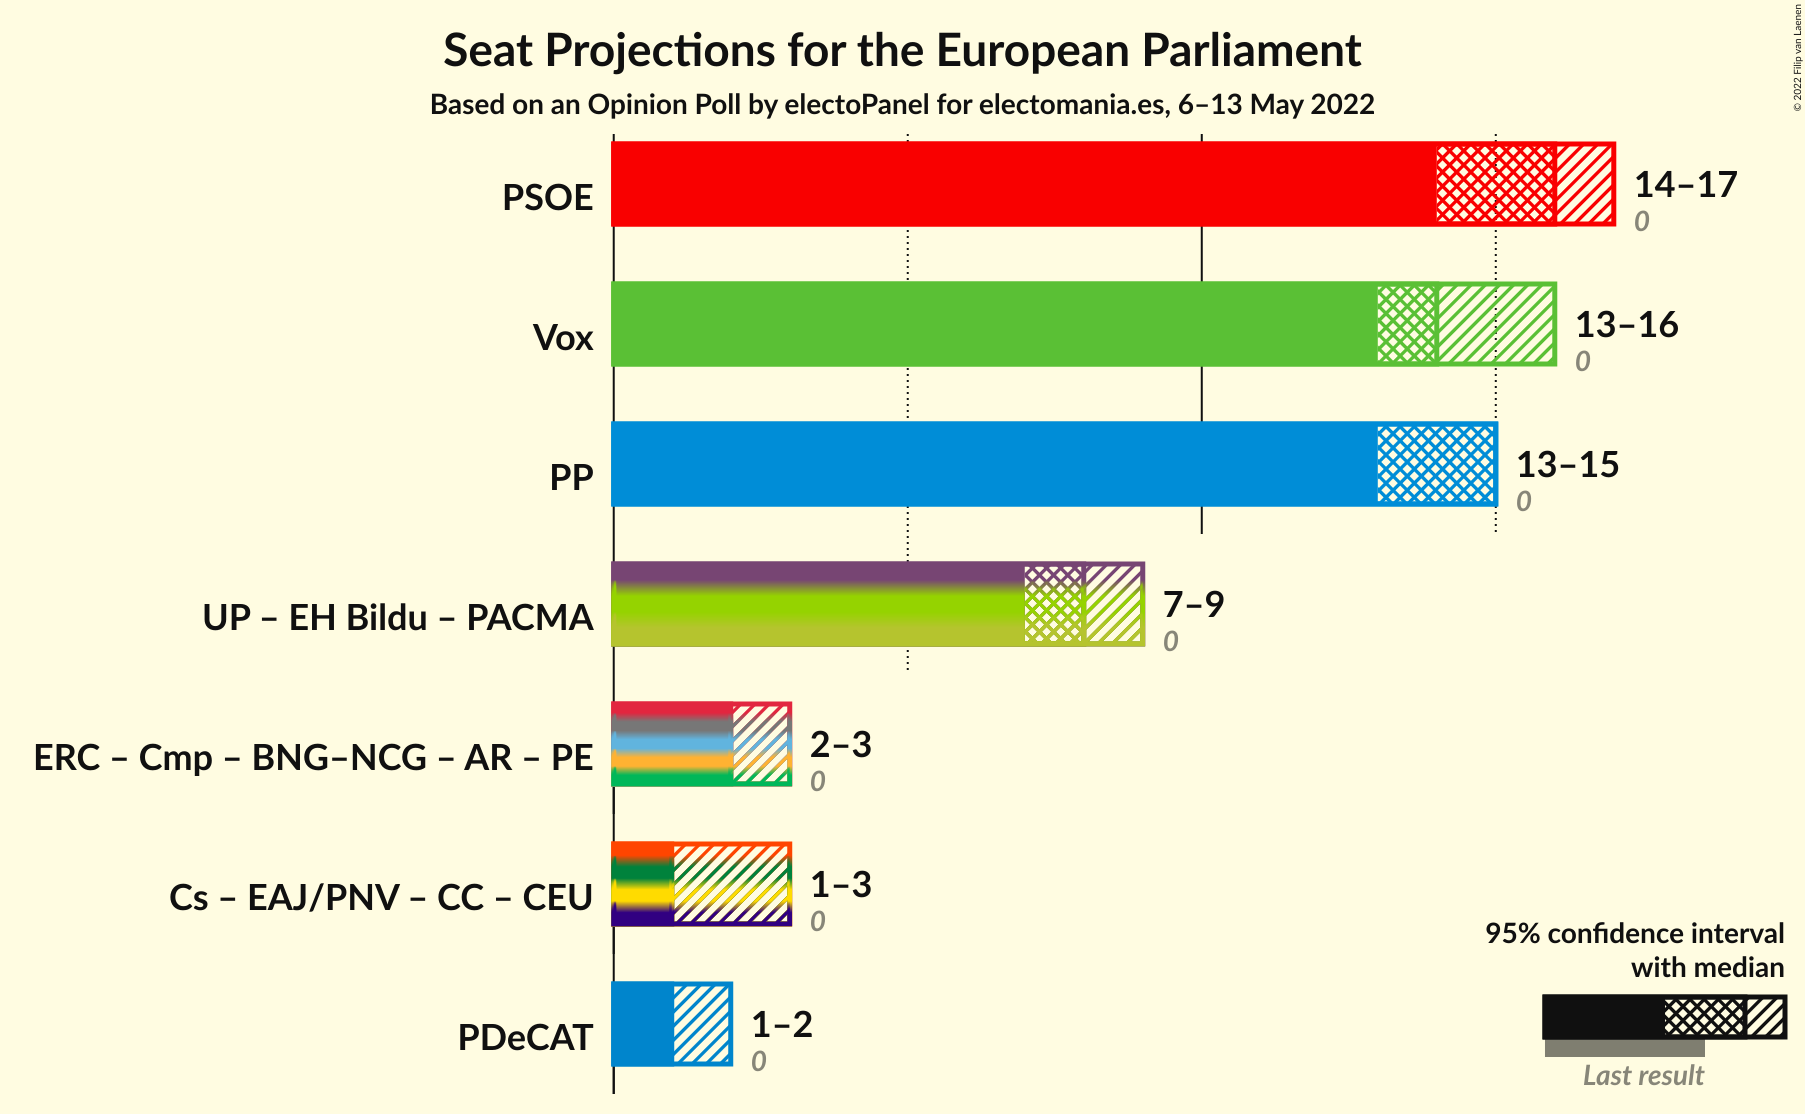 Seat Projections for the European Parliament
Based on an Opinion Poll by electoPanel for electomania.es, 6–13 May 2022
© 2022 Filip van Laenen
PSOE
14–17
0
Vox
13–16
0
PP
13–15
0
UP – EH Bildu – PACMA
7–9
0
ERC – Cmp – BNG–NCG – AR – PE
2–3
0
Cs – EAJ/PNV – CC – CEU
1–3
0
PDeCAT
1–2
0
95% confidence interval
with median
Last result